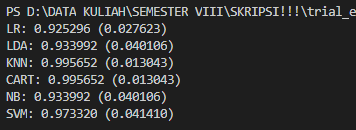 PS D:\DATA KULIAH\SEMESTER VIII\SKRIPSI!!!\trial_e
LR: 0.925296 (0.027623)
LDA: 0.933992 (0.040106)
KNN: 0.995652 (0.013043)
CART: 0.995652 (0.013043)
NB: 0.933992 (0.040106)
SVM: 0.973320 (0.041410)